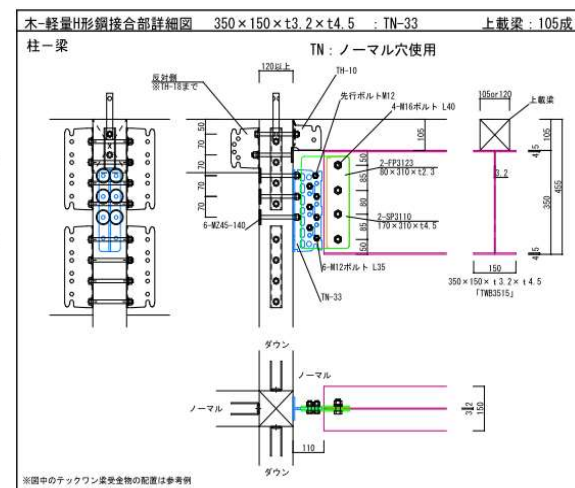 木-軽量H形鋼接合部詳細図 350×150×t3.2×t4.5 :TN-33 上載梁:105成
柱ー梁
TN:ノーマル穴使用
120以上
TH-10
反対側
※TH-18まで
先行ボルトM12
4-M16ボルト L40
105or120
上載梁
50
70
70
70
70
105
50
85
80
85
50
2-FP3123
80×310×t2.3
2-SP3110
170×310×t4.5
3.2
105
4.5
350
455
4.5
6-MZ45-140
6-M12ボルト L35
TN-33
150
350×150×t3.2×t4.5
「TWB3515」
ダウン
ノーマル
ノーマル
ダウン
110
3.2
150
※図中のテックワン梁受金物の配置は参考例